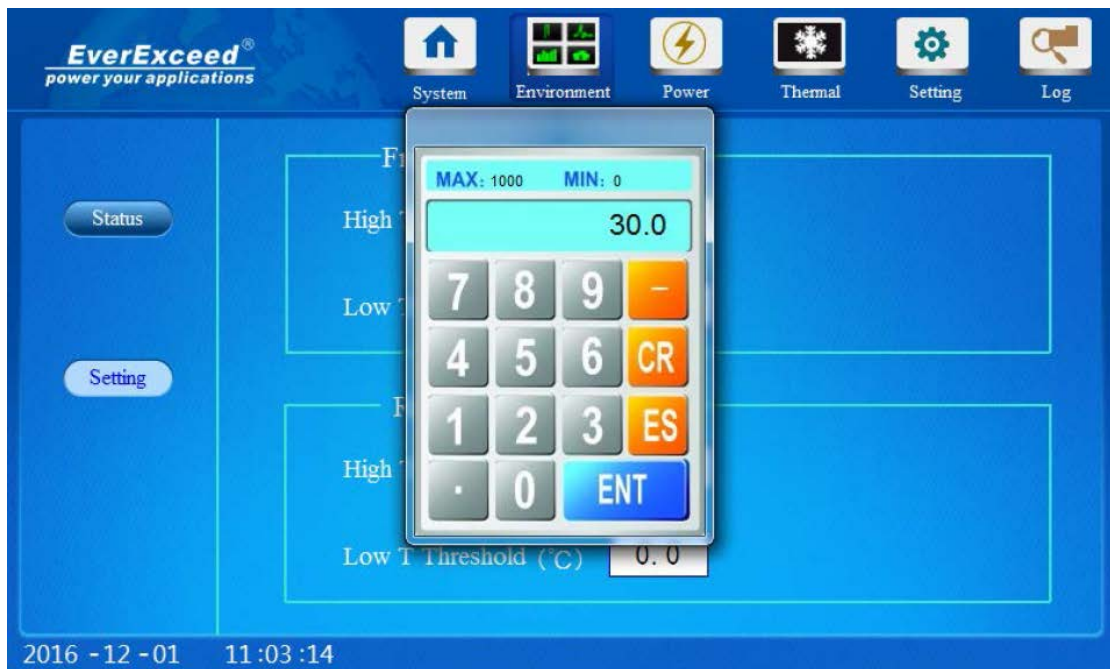 EverExceed®
power your applications
System Environment Power Thermal Setting Log
MAX: 1000 MIN: 0
Status
High
30.0
7 8 9 -
Low
4 5 6 CR
Setting
1 2 3 ES
High
. 0 ENT
Low T Threshold (℃) 0.0
2016 -12 -01 11:03 :14